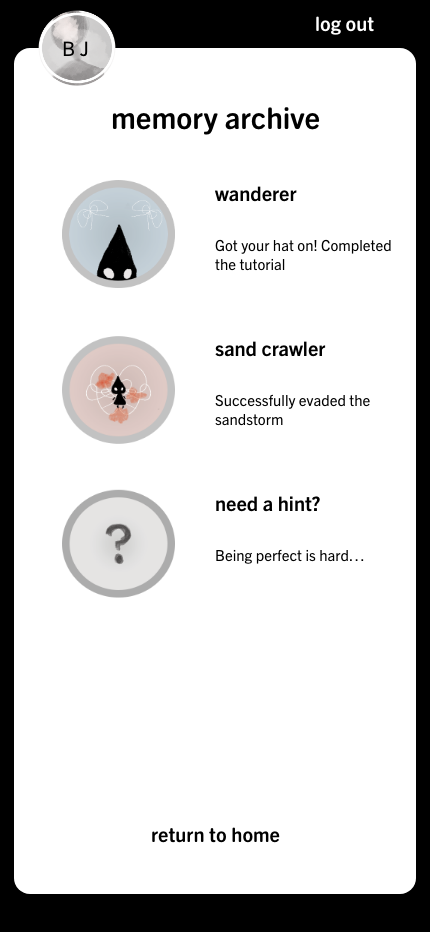 log out
B J
memory archive
wanderer
Got your hat on! Completed
the tutorial
sand crawler
Successfully evaded the
sandstorm
?
need a hint?
Being perfect is hard...
return to home